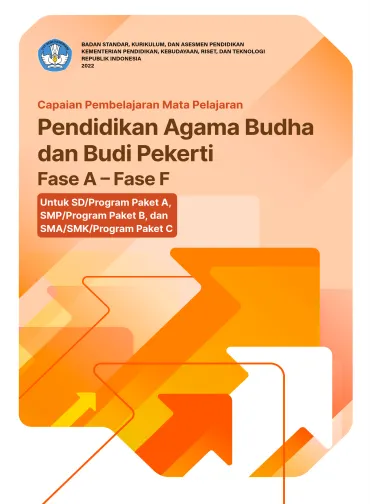 BADAN STANDAR, KURIKULUM, DAN ASESMEN PENDIDIKAN
KEMENTERIAN PENDIDIKAN, KEBUDAYAAN, RISET, DAN TEKNOLOGI
REPUBLIK INDONESIA
2022
Capaian Pembelajaran Mata Pelajaran
Pendidikan Agama Budha
dan Budi Pekerti
Fase A – Fase F
Untuk SD/Program Paket A,
SMP/Program Paket B, dan
SMA/SMK/Program Paket C